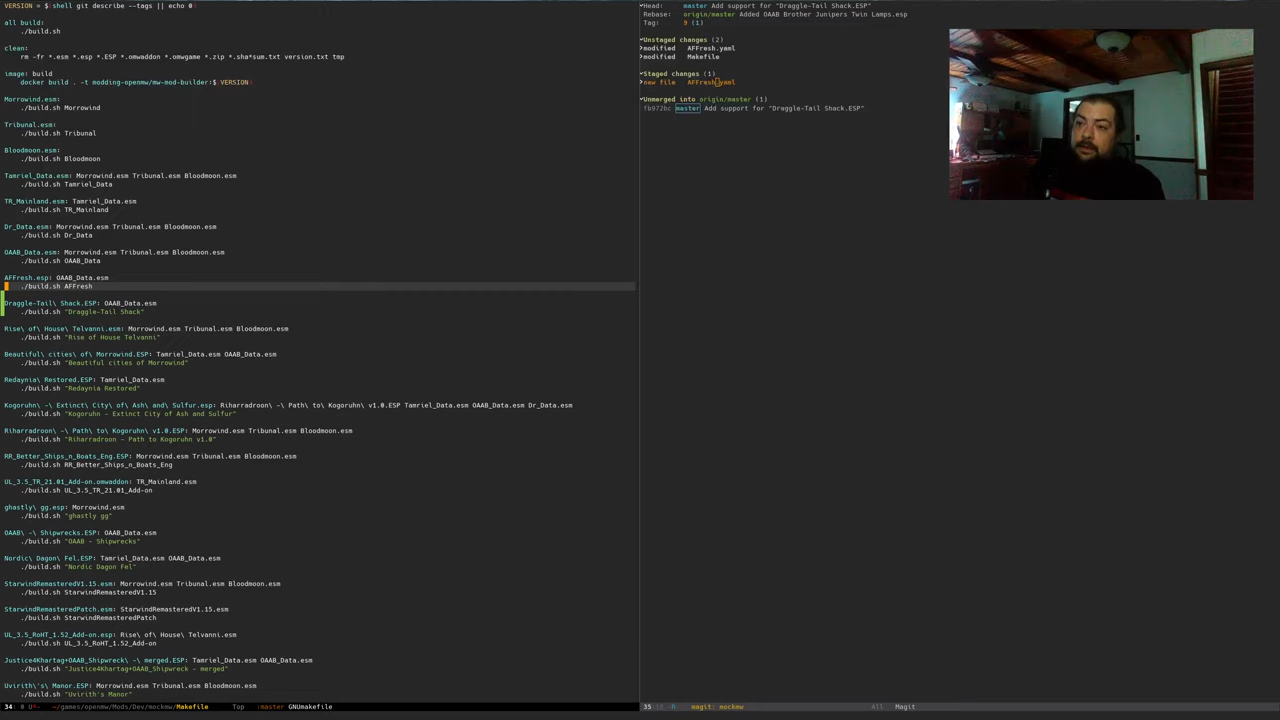 VERSION = $(shell git describe --tags || echo 0)
all build:
./build.sh
clean:
rm -fr *.esm *.esp *.ESP *.omwaddon *.omwgame *.zip *.sha*sum.txt version.txt tmp
image: build
docker build . -t modding-openmw/mw-mod-builder:$(VERSION)
Morrowind.esm:
./build.sh Morrowind
Tribunal.esm:
./build.sh Tribunal
Bloodmoon.esm:
./build.sh Bloodmoon
Tamriel_Data.esm: Morrowind.esm Tribunal.esm Bloodmoon.esm
./build.sh Tamriel_Data
TR_Mainland.esm: Tamriel_Data.esm
./build.sh TR_Mainland
Dr_Data.esm: Morrowind.esm Tribunal.esm Bloodmoon.esm
./build.sh Dr_Data
OAAB_Data.esm: Morrowind.esm Tribunal.esm Bloodmoon.esm
./build.sh OAAB_Data
AFFresh.esp: OAAB_Data.esm
./build.sh AFFresh
Draggle-Tail\ Shack.ESP: OAAB_Data.esm
./build.sh "Draggle-Tail Shack"
Rise\ of\ House\ Telvanni.esm: Morrowind.esm Tribunal.esm Bloodmoon.esm
./build.sh "Rise of House Telvanni"
Beautiful\ cities\ of\ Morrowind.ESP: Tamriel_Data.esm OAAB_Data.esm
./build.sh "Beautiful cities of Morrowind"
Redaynia\ Restored.ESP: Tamriel_Data.esm
./build.sh "Redaynia Restored"
Kogoruhn\ -\ Extinct\ City\ of\ Ash\ and\ Sulfur.esp: Riharradroon\ -\ Path\ to\ Kogoruhn\ v1.0.ESP Tamriel_Data.esm OAAB_Data.esm Dr_Data.esm
./build.sh "Kogoruhn - Extinct City of Ash and Sulfur"
Riharradroon\ -\ Path\ to\ Kogoruhn\ v1.0.ESP: Morrowind.esm Tribunal.esm Bloodmoon.esm
./build.sh "Riharradroon - Path to Kogoruhn v1.0"
RR_Better_Ships_n_Boats_Eng.ESP: Morrowind.esm Tribunal.esm Bloodmoon.esm
./build.sh RR_Better_Ships_n_Boats_Eng
UL_3.5_TR_21.01_Add-on.omwaddon: TR_Mainland.esm
./build.sh UL_3.5_TR_21.01_Add-on
ghastly\ gg.esp: Morrowind.esm
./build.sh "ghastly gg"
OAAB\ -\ Shipwrecks.ESP: OAAB_Data.esm
./build.sh "OAAB - Shipwrecks"
Nordic\ Dagon\ Fel.ESP: Tamriel_Data.esm OAAB_Data.esm
./build.sh "Nordic Dagon Fel"
StarwindRemasteredV1.15.esm: Morrowind.esm Tribunal.esm Bloodmoon.esm
./build.sh StarwindRemasteredV1.15
StarwindRemasteredPatch.esm: StarwindRemasteredV1.15.esm
./build.sh StarwindRemasteredPatch
UL_3.5_RoHT_1.52_Add-on.esp: Rise\ of\ House\ Telvanni.esm
./build.sh UL_3.5_RoHT_1.52_Add-on
Justice4Khartag+OAAB_Shipwreck\ -\ merged.ESP: Tamriel_Data.esm OAAB_Data.esm
./build.sh "Justice4Khartag+OAAB_Shipwreck - merged"
Uvirith\'s\ Manor.ESP: Morrowind.esm Tribunal.esm Bloodmoon.esm
./build.sh "Uvirith's Manor"
34: 0 U*- ~/games/openmw/Mods/Dev/mockmw/Makefile Top :master GNUmakefile
Head: master Add support for "Draggle-Tail Shack.ESP"
Rebase: origin/master Added OAAB Brother Junipers Twin Lamps.esp
Tag: 9 (1)
Unstaged changes (2)
modified AFFresh.yaml
modified Makefile
Staged changes (1)
new file AFFresh.yaml
Unmerged into origin/master (1)
fb972bc master Add support for "Draggle-Tail Shack.ESP"
magit: mockmw All Magit